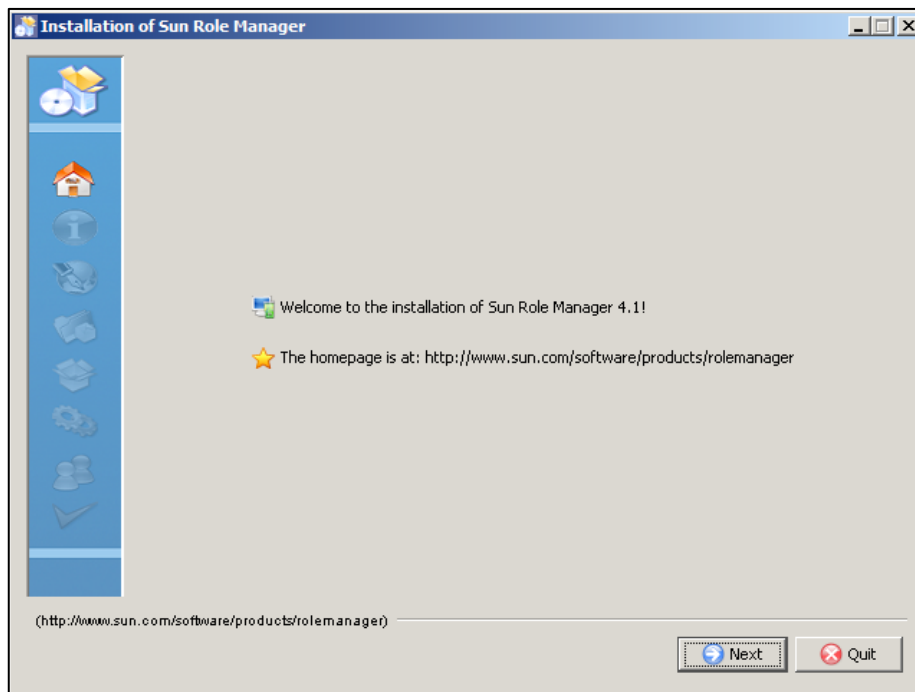 Installation of Sun Role Manager
Welcome to the installation of Sun Role Manager 4.1!
The homepage is at: http://www.sun.com/software/products/rolemanager
(http://www.sun.com/software/products/rolemanager)
Next
Quit